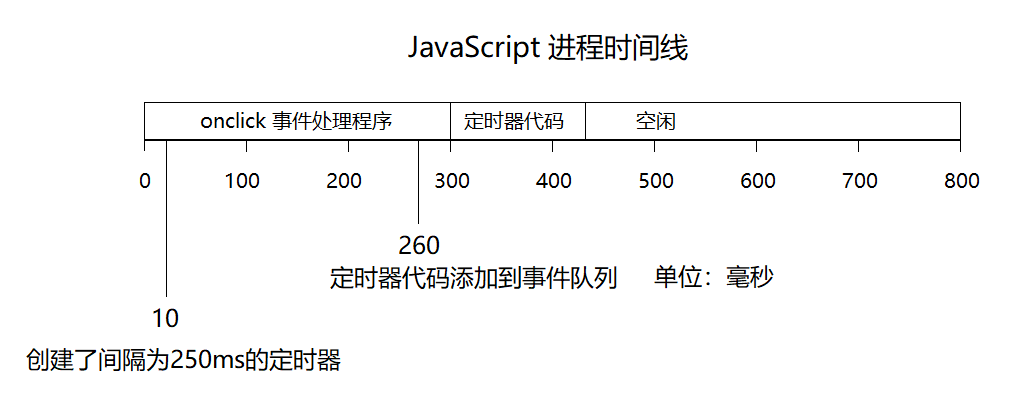 JavaScript 进程时间线
onclick 事件处理程序 定时器代码 空闲
0 100 200 300 400 500 600 700 800
260
定时器代码添加到事件队列 单位：毫秒
10
创建了间隔为250ms的定时器